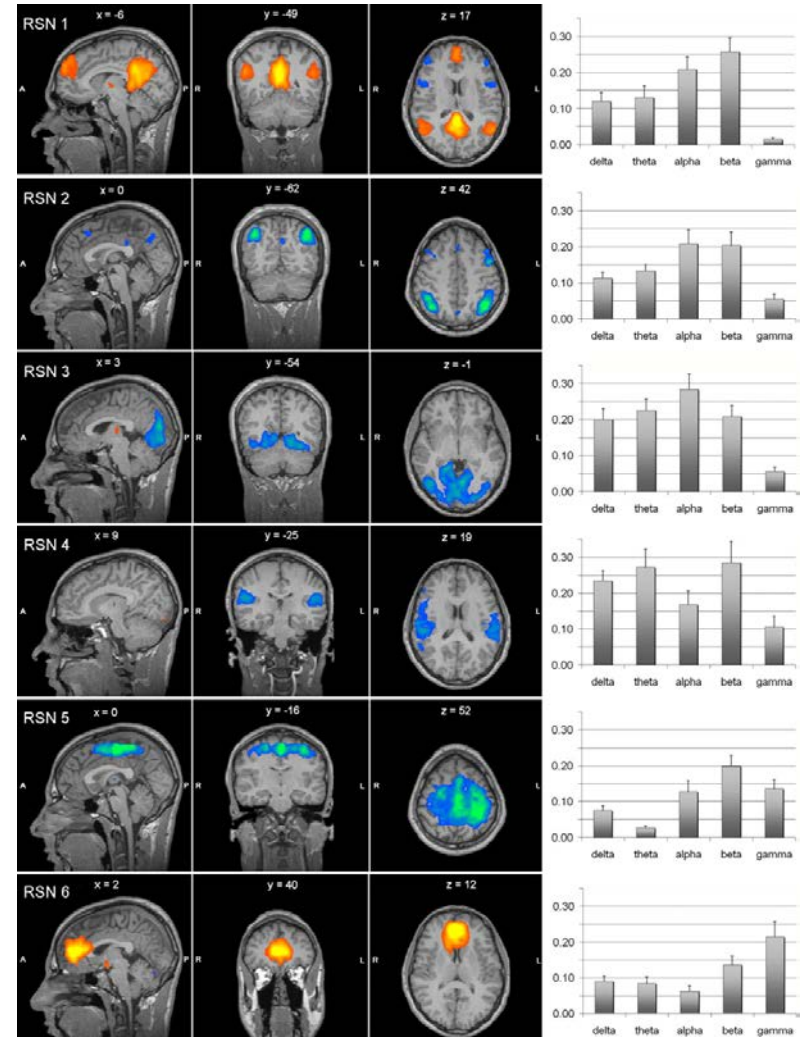 RSN 1
x = -6
y = -49
z = 17
A
P R
L R
L
0.30
0.20
0.10
0.00
delta theta alpha beta gamma
RSN 2
x = 0
y = -62
z = 42
A
P R
L R
L
0.30
0.20
0.10
0.00
delta theta alpha beta gamma
RSN 3
x = 3
y = -54
z = -1
A
P R
L R
L
0.30
0.20
0.10
0.00
delta theta alpha beta gamma
RSN 4
x = 9
y = -25
z = 19
A
P R
L R
L
0.30
0.20
0.10
0.00
delta theta alpha beta gamma
RSN 5
x = 0
y = -16
z = 52
A
P R
L R
L
0.30
0.20
0.10
0.00
delta theta alpha beta gamma
RSN 6
x = 2
y = 40
z = 12
A
P R
L R
L
0.30
0.20
0.10
0.00
delta theta alpha beta gamma